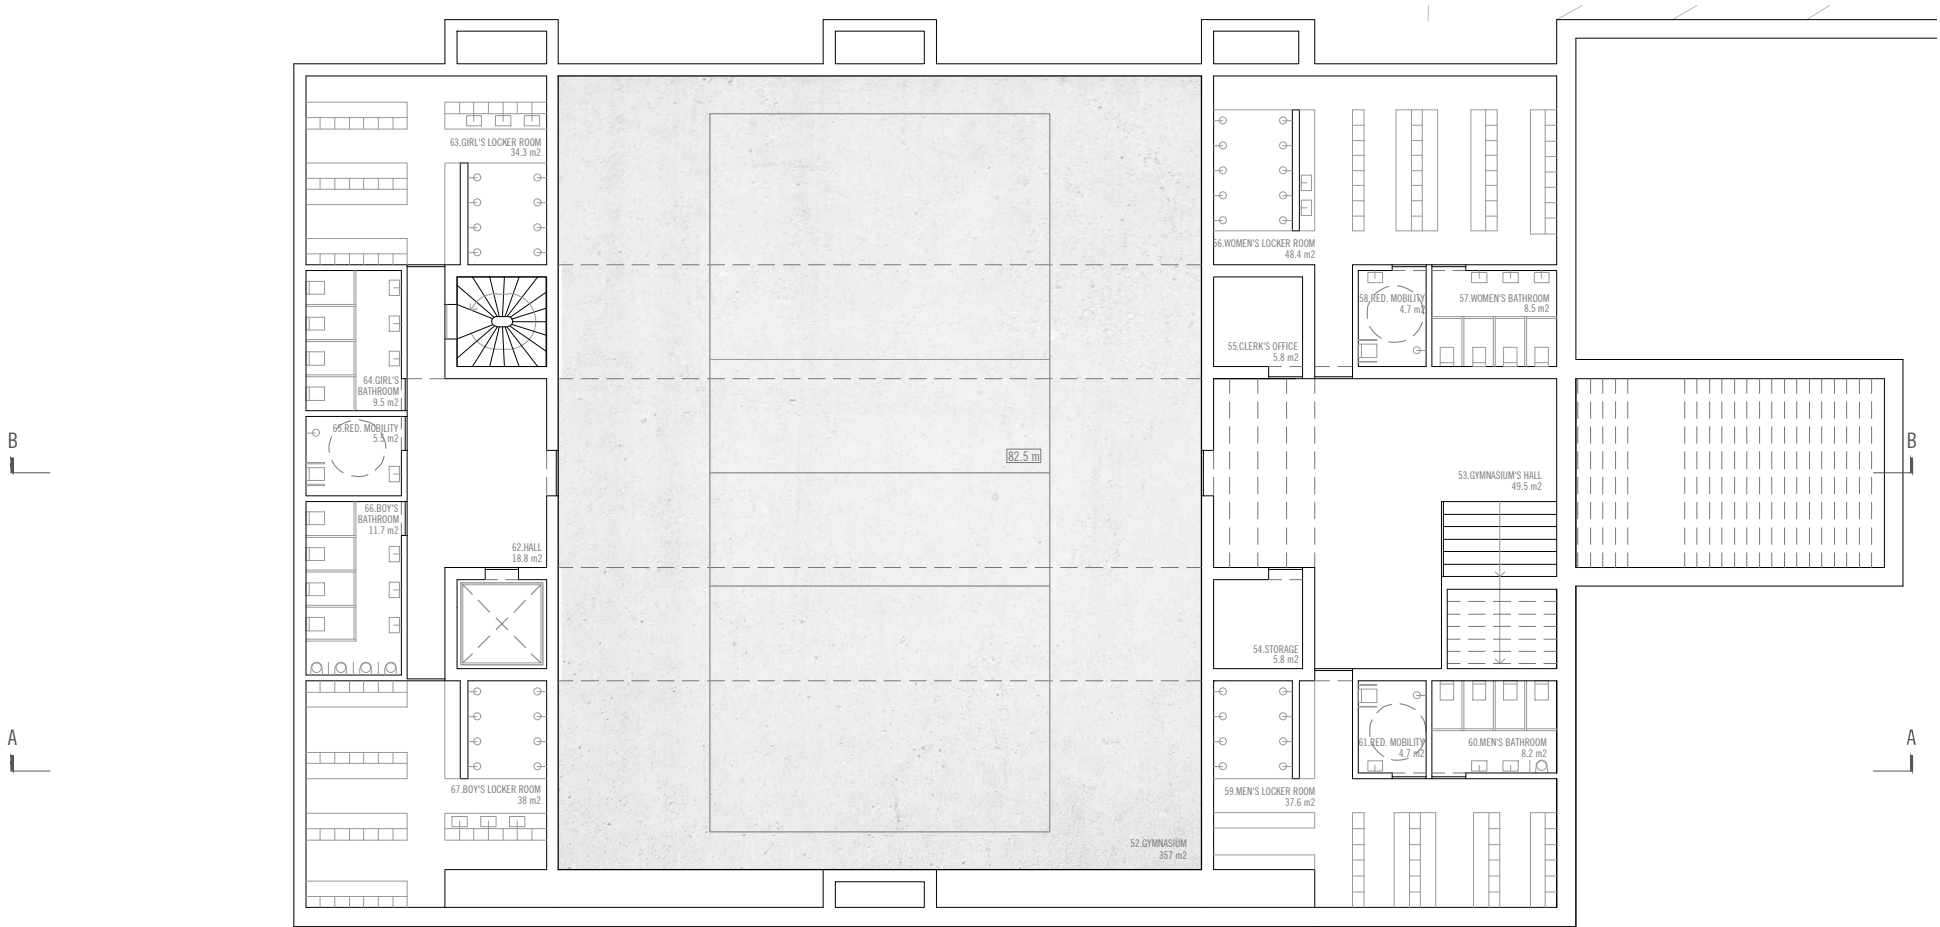 63.GIRL'S LOCKER ROOM
34.3 m2
56.WOMEN'S LOCKER ROOM
48.4 m2
58.RED. MOBILITY
4.7 m2
57.WOMEN'S BATHROOM
8.5 m2
55.CLERK'S OFFICE
5.8 m2
64.GIRL'S
BATHROOM
9.5 m2
65.RED. MOBILITY
5.5 m2
B
B
82.5 m
53.GYMNASIUM'S HALL
49.5 m2
66.BOY'S
BATHROOM
11.7 m2
62.HALL
18.8 m2
54.STORAGE
5.8 m2
A
A
61.RED. MOBILITY
4.7 m2
60.MEN'S BATHROOM
8.2 m2
67.BOY'S LOCKER ROOM
38 m2
59.MEN'S LOCKER ROOM
37.6 m2
52.GYMNASIUM
357 m2